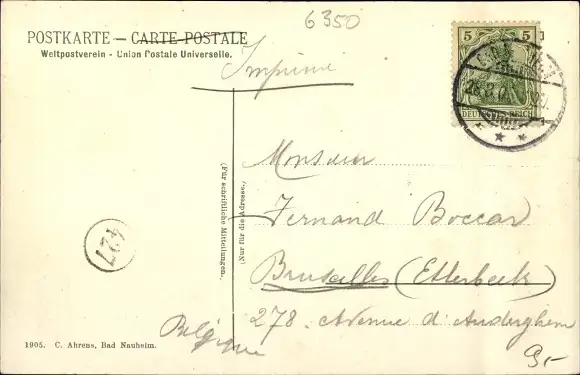 6350
POSTKARTE — CARTE POSTALE
Weltpostverein - Union Postale Universelle.
Imprimé
5 5
DEUTSCHES REICH
(Für schriftliche Mitteilungen.)
(Nur für die Adresse.)
Monsieur
Fernand Boccar
Bruxelles (Etterbeek)
278, Avenue d'Auderghem
Belgique
427
1905. C. Ahrens, Bad Nauheim.
9,-